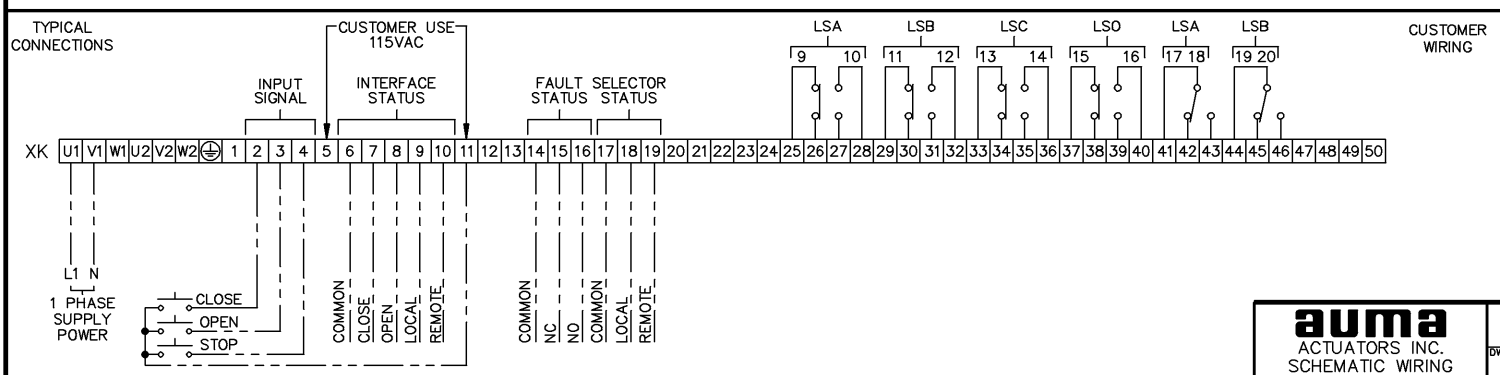 TYPICAL
CONNECTIONS
CUSTOMER USE
115VAC
INPUT
SIGNAL
INTERFACE
STATUS
FAULT
STATUS
SELECTOR
STATUS
LSA
9 10
LSB
11 12
LSC
13 14
LSO
15 16
LSA
17 18
LSB
19 20
CUSTOMER
WIRING
XK U1 V1 W1 U2 V2 W2 1 2 3 4 5 6 7 8 9 10 11 12 13 14 15 16 17 18 19 20 21 22 23 24 25 26 27 28 29 30 31 32 33 34 35 36 37 38 39 40 41 42 43 44 45 46 47 48 49 50
L1 N
1 PHASE
SUPPLY
POWER
CLOSE
OPEN
STOP
COMMON
CLOSE
OPEN
LOCAL
REMOTE
COMMON
NC
NO
COMMON
LOCAL
REMOTE
auma
ACTUATORS INC.
SCHEMATIC WIRING